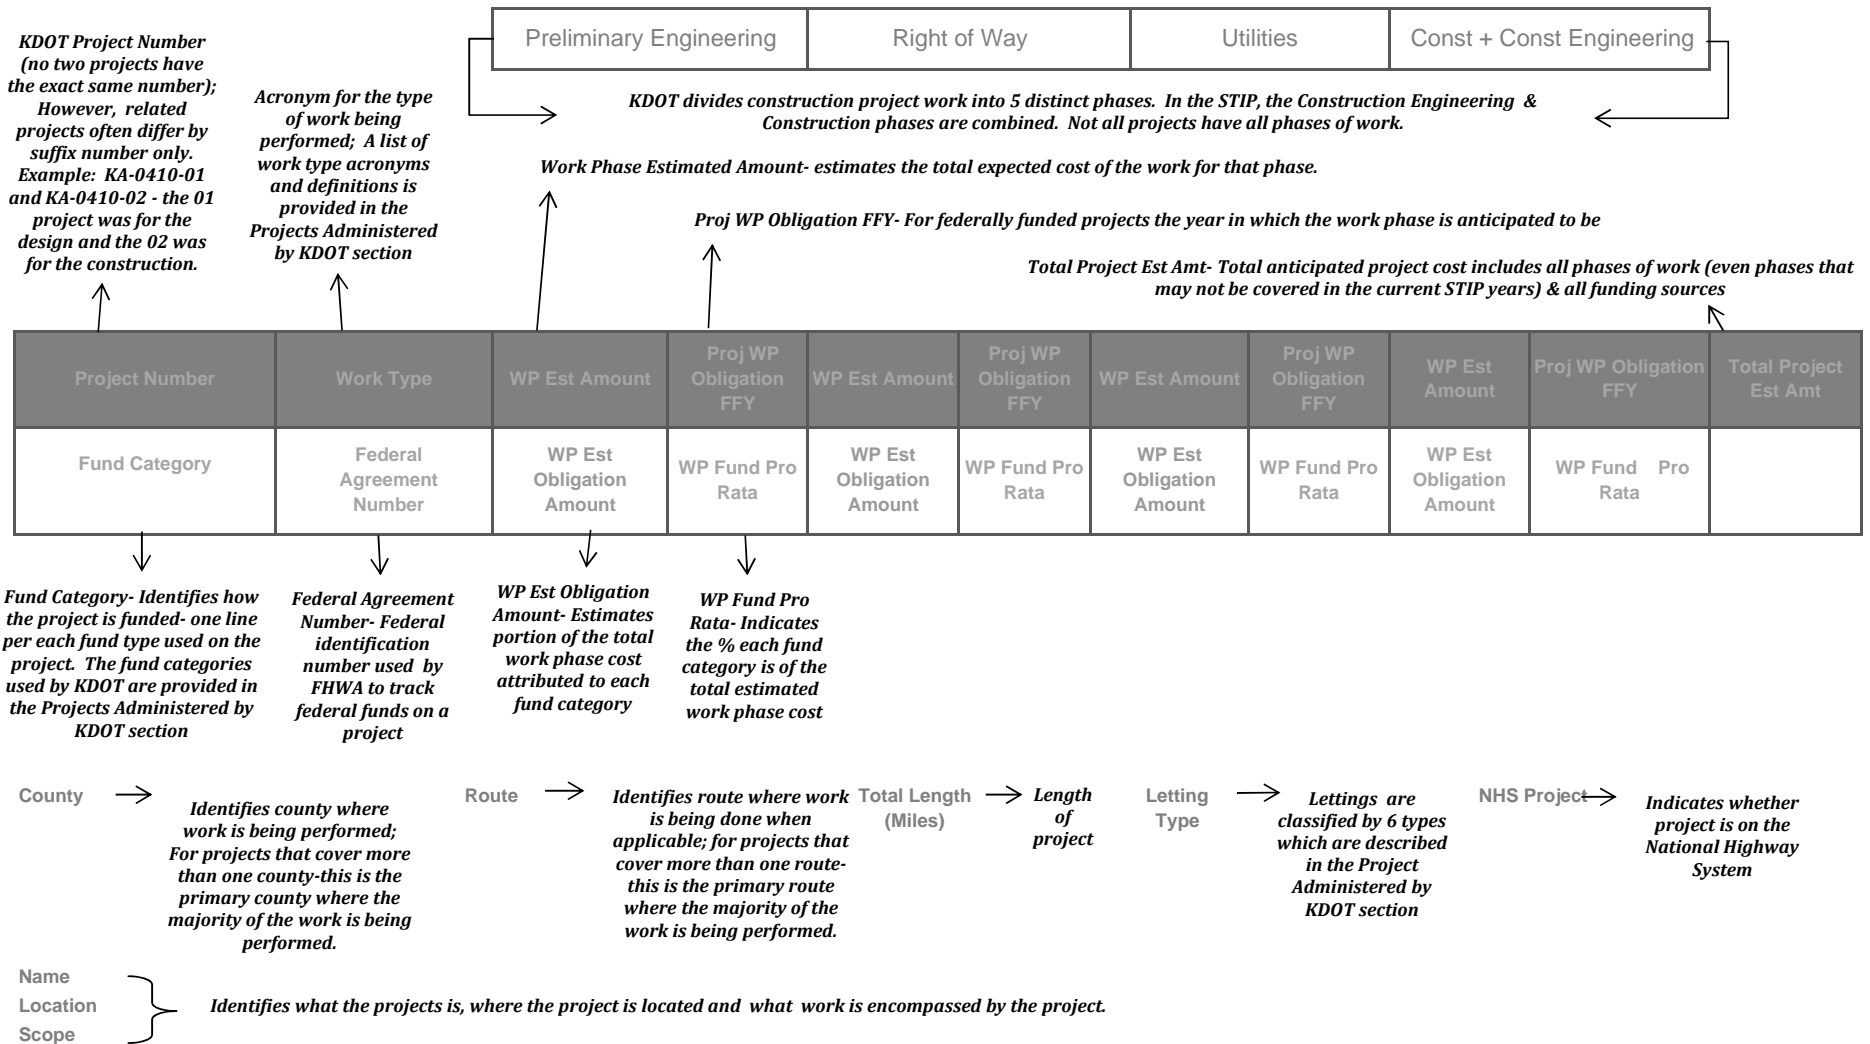 Preliminary Engineering
Right of Way
Utilities
Const + Const Engineering
KDOT Project Number
(no two projects have
the exact same number);
However, related
projects often differ by
suffix number only.
Example: KA-0410-01
and KA-0410-02 - the 01
project was for the
design and the 02 was
for the construction.
Acronym for the type
of work being
performed; A list of
work type acronyms
and definitions is
provided in the
Projects Administered
by KDOT section
KDOT divides construction project work into 5 distinct phases. In the STIP, the Construction Engineering &
Construction phases are combined. Not all projects have all phases of work.
Work Phase Estimated Amount- estimates the total expected cost of the work for that phase.
Proj WP Obligation FFY- For federally funded projects the year in which the work phase is anticipated to be
Total Project Est Amt- Total anticipated project cost includes all phases of work (even phases that
may not be covered in the current STIP years) & all funding sources
Project Number
Work Type
WP Est Amount
Proj WP
Obligation
FFY
WP Est Amount
Proj WP
Obligation
FFY
WP Est Amount
Proj WP
Obligation
FFY
WP Est
Amount
Proj WP Obligation
FFY
Total Project
Est Amt
Fund Category
Federal
Agreement
Number
WP Est
Obligation
Amount
WP Fund Pro
Rata
WP Est
Obligation
Amount
WP Fund Pro
Rata
WP Est
Obligation
Amount
WP Fund Pro
Rata
WP Est
Obligation
Amount
WP Fund Pro
Rata
Fund Category- Identifies how
the project is funded- one line
per each fund type used on the
project. The fund categories
used by KDOT are provided in
the Projects Administered by
KDOT section
Federal Agreement
Number- Federal
identification
number used by
FHWA to track
federal funds on a
project
WP Est Obligation
Amount- Estimates
portion of the total
work phase cost
attributed to each
fund category
WP Fund Pro
Rata- Indicates
the % each fund
category is of the
total estimated
work phase cost
County
Identifies county where
work is being performed;
For projects that cover more
than one county-this is the
primary county where the
majority of the work is being
performed.
Route
Identifies route where work
is being done when
applicable; for projects that
cover more than one route-
this is the primary route
where the majority of the
work is being performed.
Total Length
(Miles)
Length
of
project
Letting
Type
Lettings are
classified by 6 types
which are described
in the Project
Administered by
KDOT section
NHS Project
Indicates whether
project is on the
National Highway
System
Name
Location
Scope
Identifies what the projects is, where the project is located and what work is encompassed by the project.